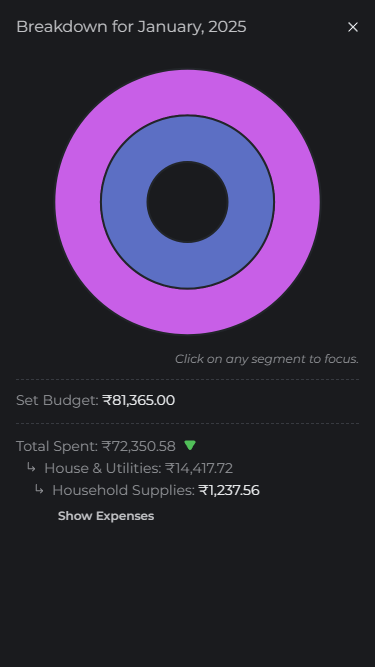 Breakdown for January, 2025
Click on any segment to focus.
Set Budget: ₹81,365.00
Total Spent: ₹72,350.58
↳ House & Utilities: ₹14,417.72
↳ Household Supplies: ₹1,237.56
Show Expenses